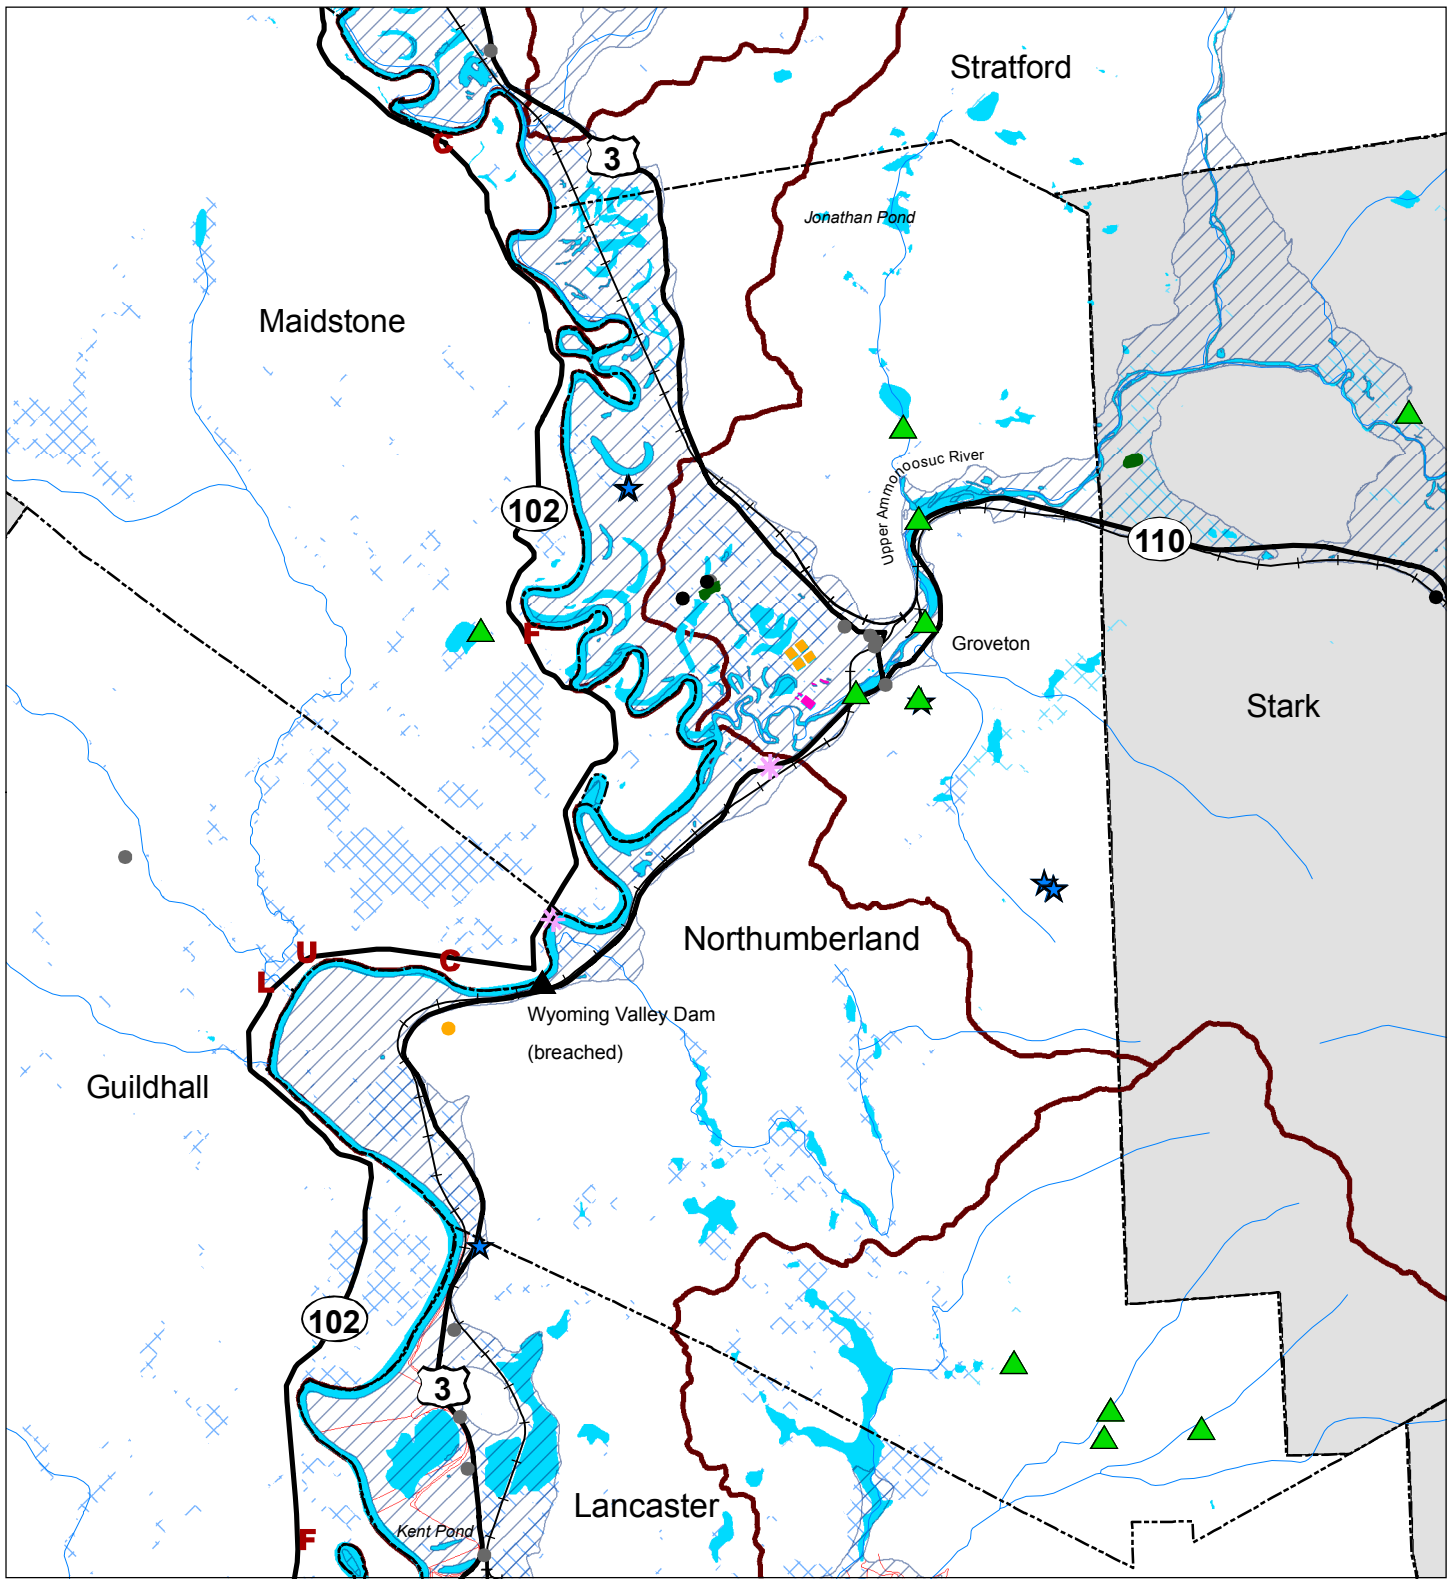 Stratford
C
3
Jonathan Pond
Maidstone
Upper Ammonoosuc River
102
110
F
Groveton
Stark
Northumberland
U
C
L
Wyoming Valley Dam
(breached)
Guildhall
102
3
Lancaster
Kent Pond
F